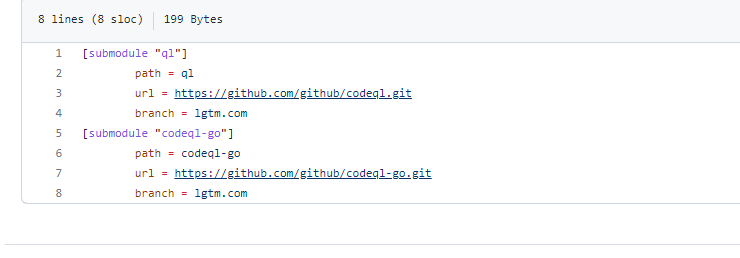 8 lines (8 sloc) 199 Bytes
1 [submodule "ql"]
2 path = ql
3 url = https://github.com/github/codeql.git
4 branch = lgtm.com
5 [submodule "codeql-go"]
6 path = codeql-go
7 url = https://github.com/github/codeql-go.git
8 branch = lgtm.com